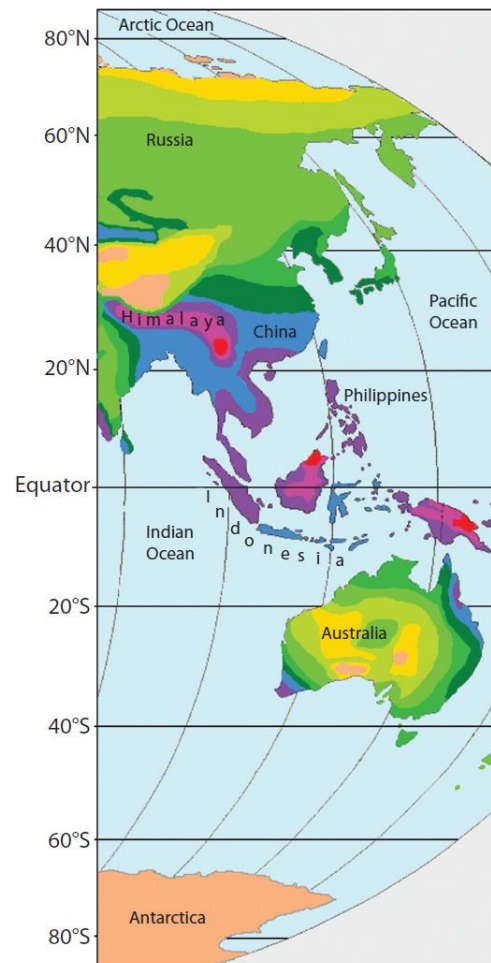 Arctic Ocean
80°N
60°N
Russia
40°N
Himalaya
China
Pacific
Ocean
20°N
Philippines
Equator
Indonesia
Indian
Ocean
20°S
Australia
40°S
60°S
Antarctica
80°S